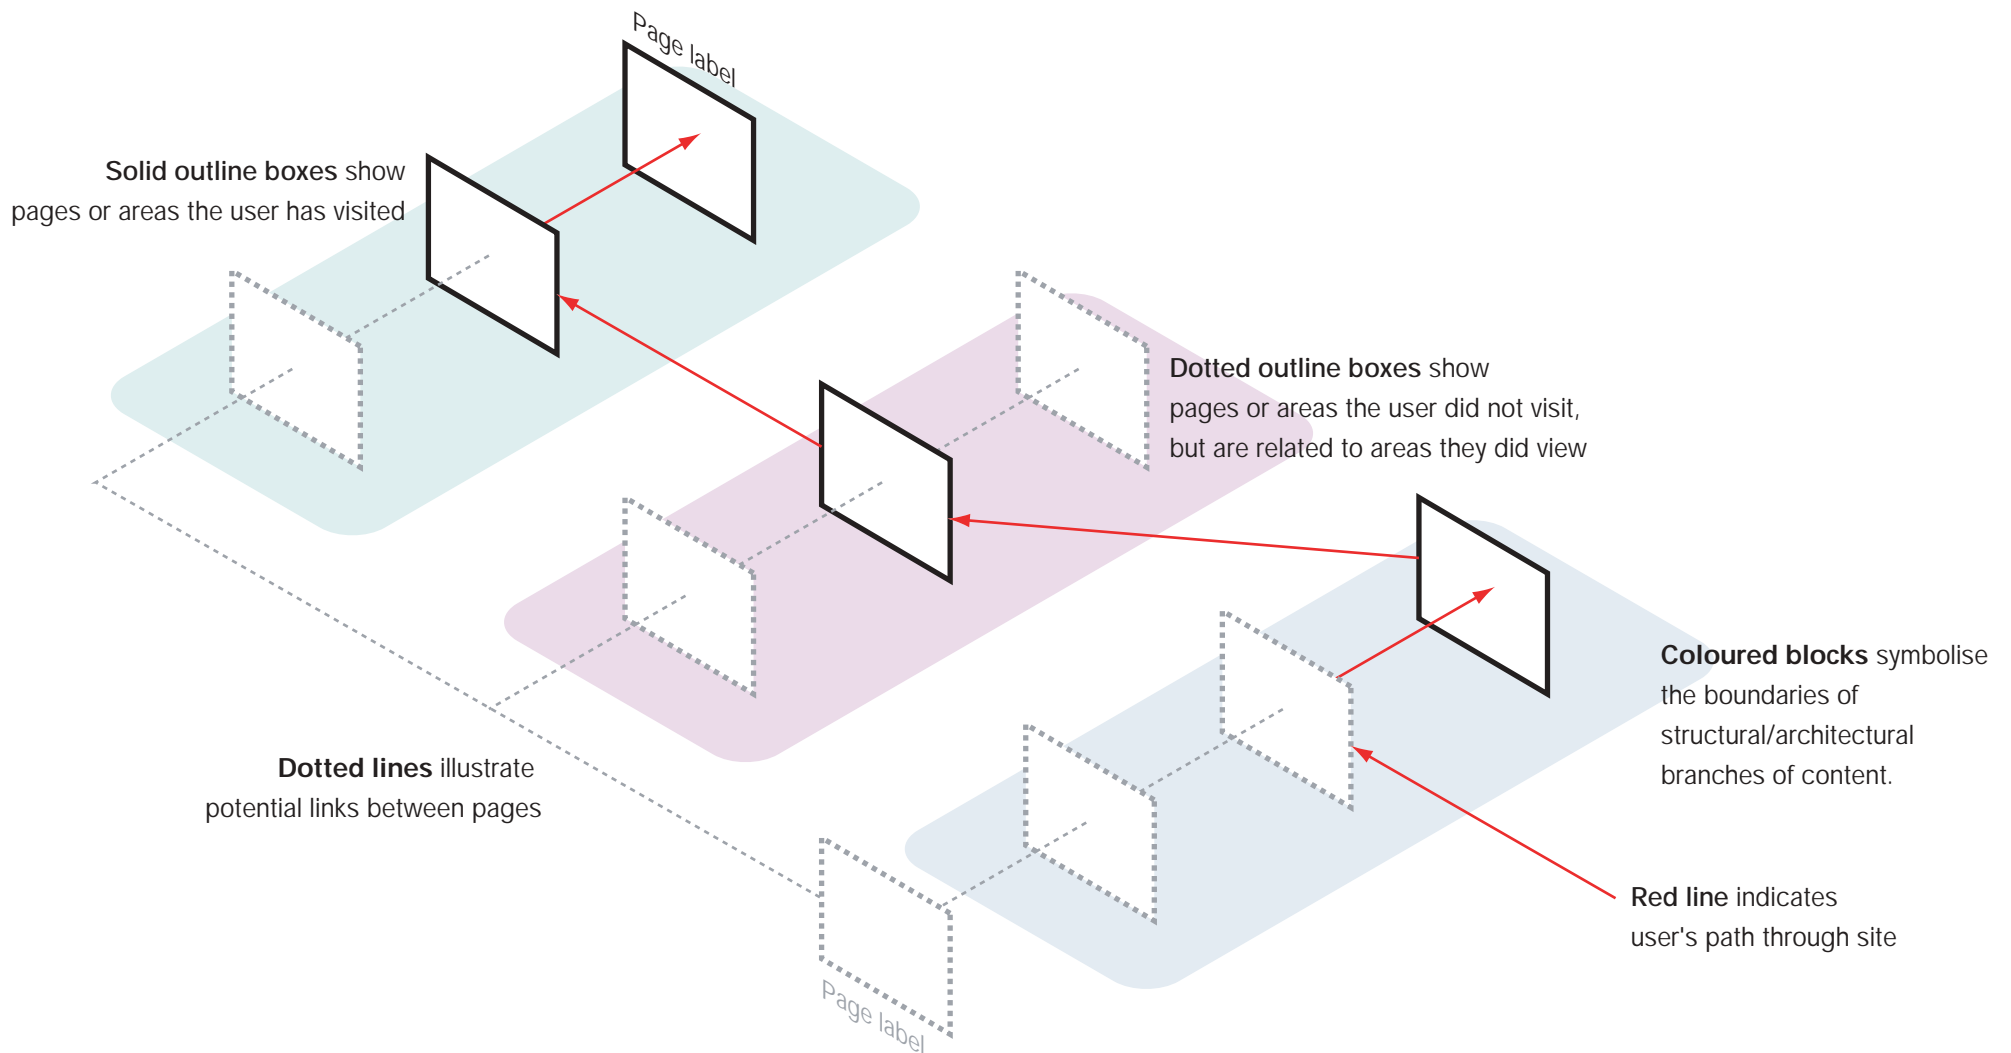 Page label
Solid outline boxes show
pages or areas the user has visited
Dotted outline boxes show
pages or areas the user did not visit,
but are related to areas they did view
Coloured blocks symbolise
the boundaries of
structural/architectural
branches of content.
Dotted lines illustrate
potential links between pages
Red line indicates
user's path through site
Page label